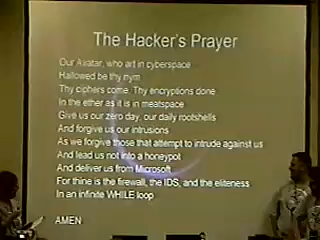 The Hacker's Prayer
Our Avatar, who art in cyberspace
Hallowed be thy nym
Thy ciphers come. Thy encryptions done
In the ether as it is in meatspace
Give us our zero day, our daily rootshells
And forgive us our intrusions
As we forgive those that attempt to intrude against us
And lead us not into a honeypot
And deliver us from Microsoft
For thine is the firewall, the IDS, and the eliteness
In an infinite WHILE loop
AMEN